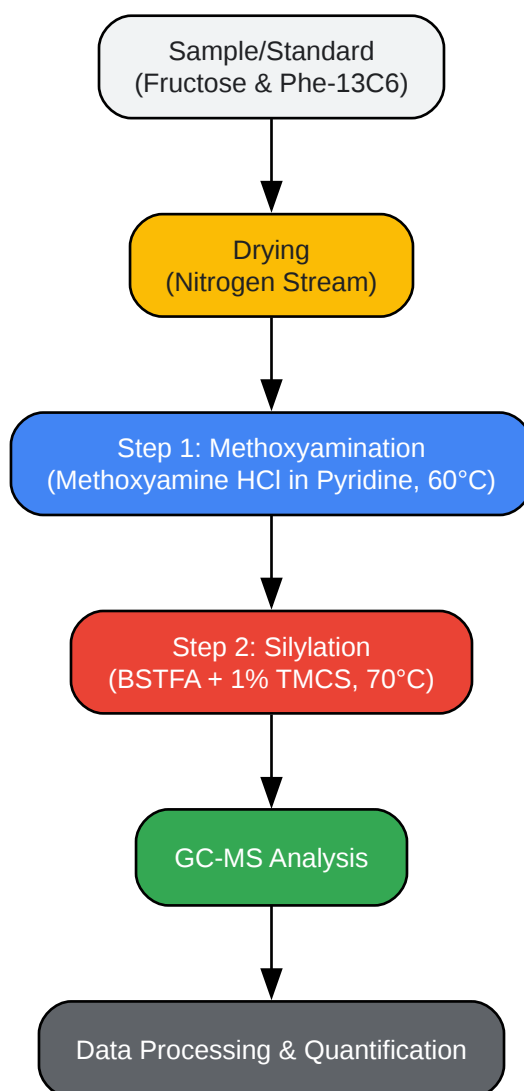 Sample/Standard
(Fructose & Phe-13C6)
Drying
(Nitrogen Stream)
Step 1: Methoxyamination
(Methoxyamine HCl in Pyridine, 60°C)
Step 2: Silylation
(BSTFA + 1% TMCS, 70°C)
GC-MS Analysis
Data Processing & Quantification